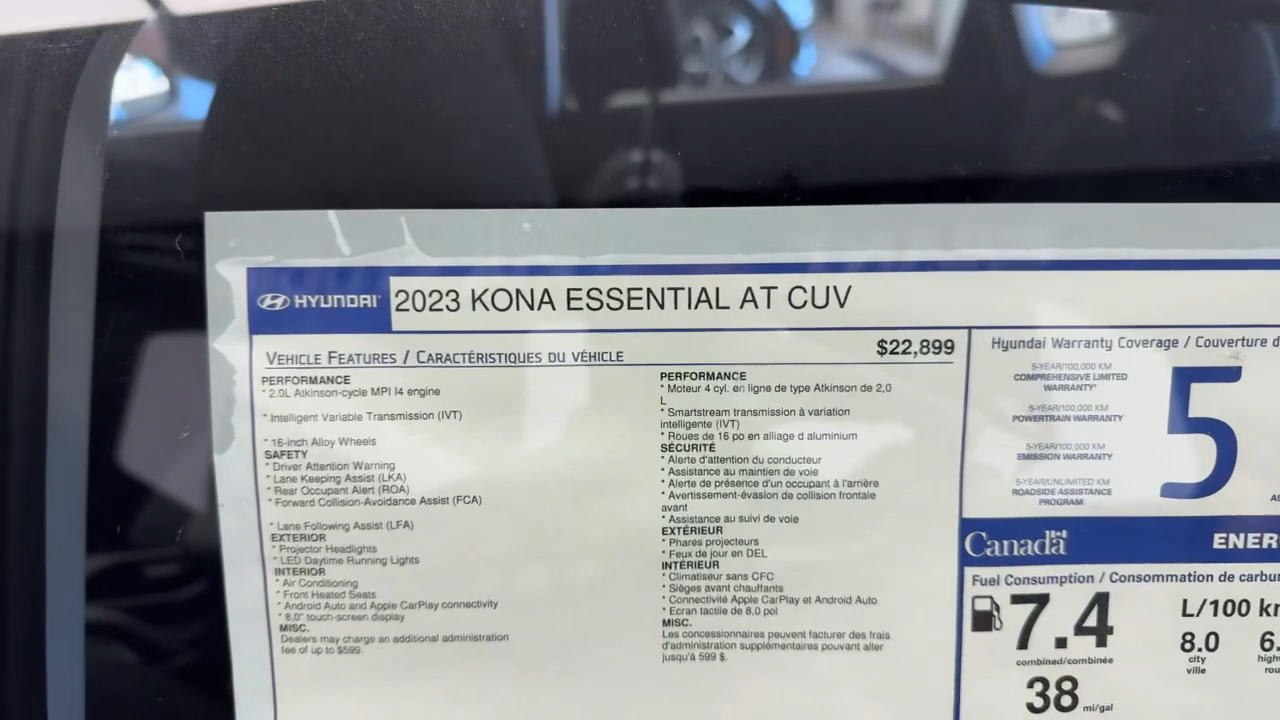 HYUNDAI
2023 KONA ESSENTIAL AT CUV
VEHICLE FEATURES / CARACTÉRISTIQUES DU VÉHICULE
$22,899
PERFORMANCE
* 2.0L Atkinson-cycle MPI I4 engine
* Intelligent Variable Transmission (IVT)
* 16-inch Alloy Wheels
SAFETY
* Driver Attention Warning
* Lane Keeping Assist (LKA)
* Rear Occupant Alert (ROA)
* Forward Collision-Avoidance Assist (FCA)
* Lane Following Assist (LFA)
EXTERIOR
* Projector Headlights
* LED Daytime Running Lights
INTERIOR
* Air Conditioning
* Front Heated Seats
* Android Auto and Apple CarPlay connectivity
* 8.0" touch-screen display
MISC.
Dealers may charge an additional administration
fee of up to $599.
PERFORMANCE
* Moteur 4 cyl. en ligne de type Atkinson de 2,0
L
* Smartstream transmission à variation
intelligente (IVT)
* Roues de 16 po en alliage d aluminium
SÉCURITÉ
* Alerte d'attention du conducteur
* Assistance au maintien de voie
* Alerte de présence d'un occupant à l'arrière
* Avertissement-évasion de collision frontale
avant
* Assistance au suivi de voie
EXTÉRIEUR
* Phares projecteurs
* Feux de jour en DEL
INTÉRIEUR
* Climatiseur sans CFC
* Sièges avant chauffants
* Connectivité Apple CarPlay et Android Auto
* Écran tactile de 8,0 pol
MISC.
Les concessionnaires peuvent facturer des frais
d'administration supplémentaires pouvant aller
jusqu'à 599 $.
Hyundai Warranty Coverage / Couverture d
5-YEAR/100,000 KM
COMPREHENSIVE LIMITED
WARRANTY*
5-YEAR/100,000 KM
POWERTRAIN WARRANTY
5-YEAR/100,000 KM
EMISSION WARRANTY
5-YEAR/UNLIMITED KM
ROADSIDE ASSISTANCE
PROGRAM
5
AS
Canada
ENER
Fuel Consumption / Consommation de carbu
7.4
combined/combinée
L/100 k
8.0
city
ville
6.
high
rou
38 mi/gal